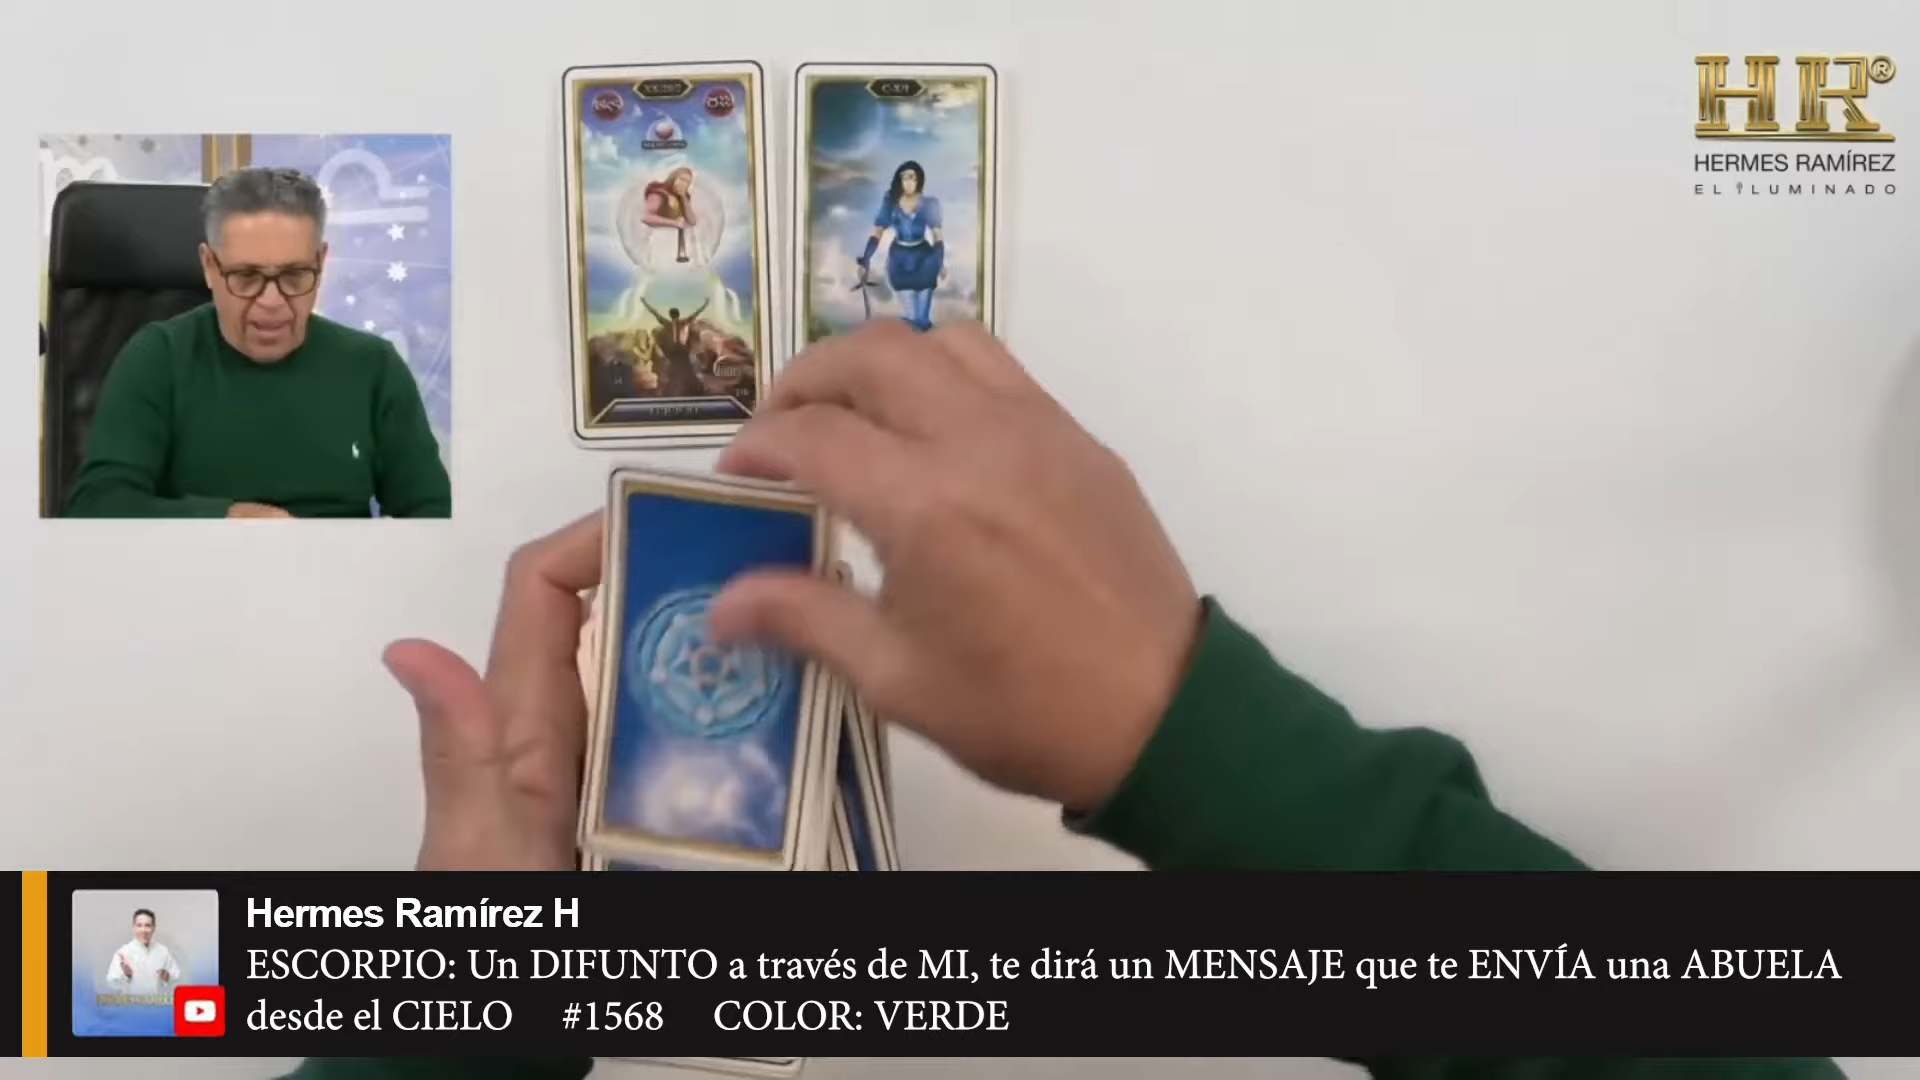 HR®
HERMES RAMÍREZ
EL ILUMINADO
Hermes Ramírez H
ESCORPIO: Un DIFUNTO a través de MI, te dirá un MENSAJE que te ENVÍA una ABUELA
desde el CIELO #1568 COLOR: VERDE